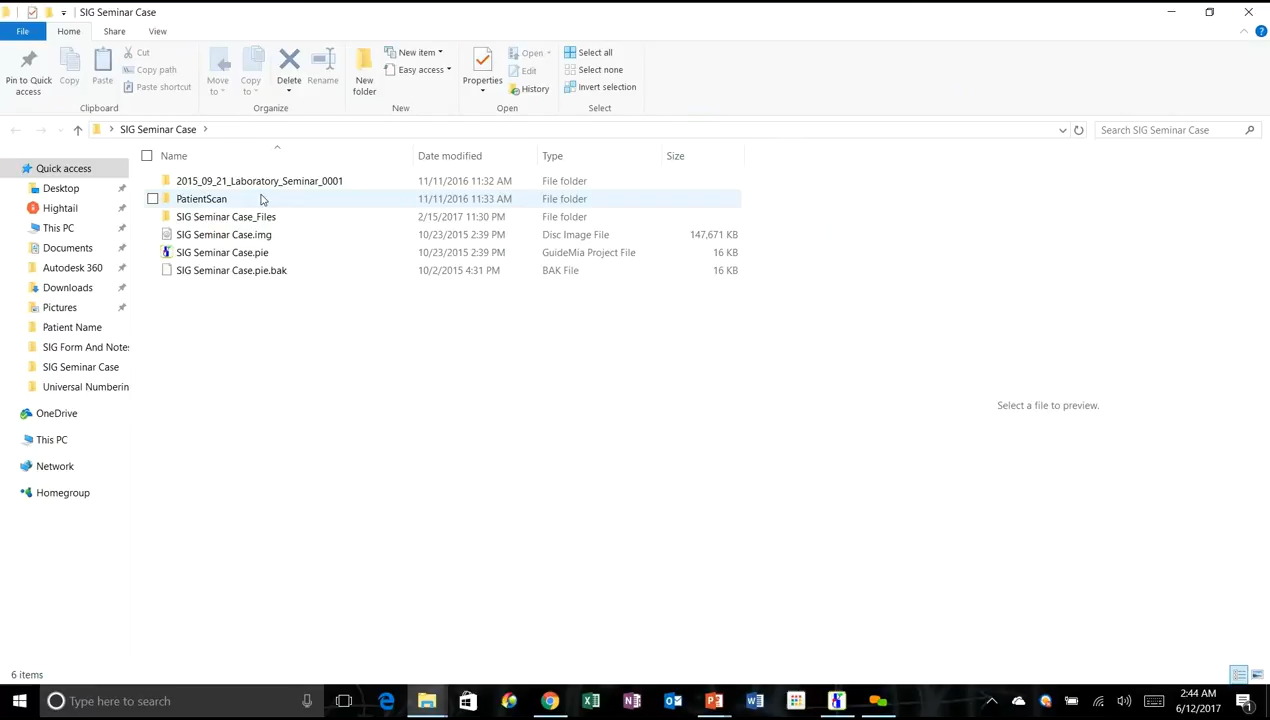 SIG Seminar Case
File Home Share View
Pin to Quick access
Copy
Paste
Cut
Copy path
Paste shortcut
Clipboard
Move to
Copy to
Delete
Rename
Organize
New folder
New item
Easy access
New
Properties
Open
Edit
History
Open
Select all
Select none
Invert selection
Select
SIG Seminar Case
Search SIG Seminar Case
Name Date modified Type Size
2015_09_21_Laboratory_Seminar_0001 11/11/2016 11:32 AM File folder
PatientScan 11/11/2016 11:33 AM File folder
SIG Seminar Case_Files 2/15/2017 11:30 PM File folder
SIG Seminar Case.img 10/23/2015 2:39 PM Disc Image File 147,671 KB
SIG Seminar Case.pie 10/23/2015 2:39 PM GuideMia Project File 16 KB
SIG Seminar Case.pie.bak 10/2/2015 4:31 PM BAK File 16 KB
Quick access
Desktop
Hightail
This PC
Documents
Autodesk 360
Downloads
Pictures
Patient Name
SIG Form And Notes
SIG Seminar Case
Universal Numberin
OneDrive
This PC
Network
Homegroup
Select a file to preview.
6 items
Type here to search
2:44 AM
6/12/2017
1